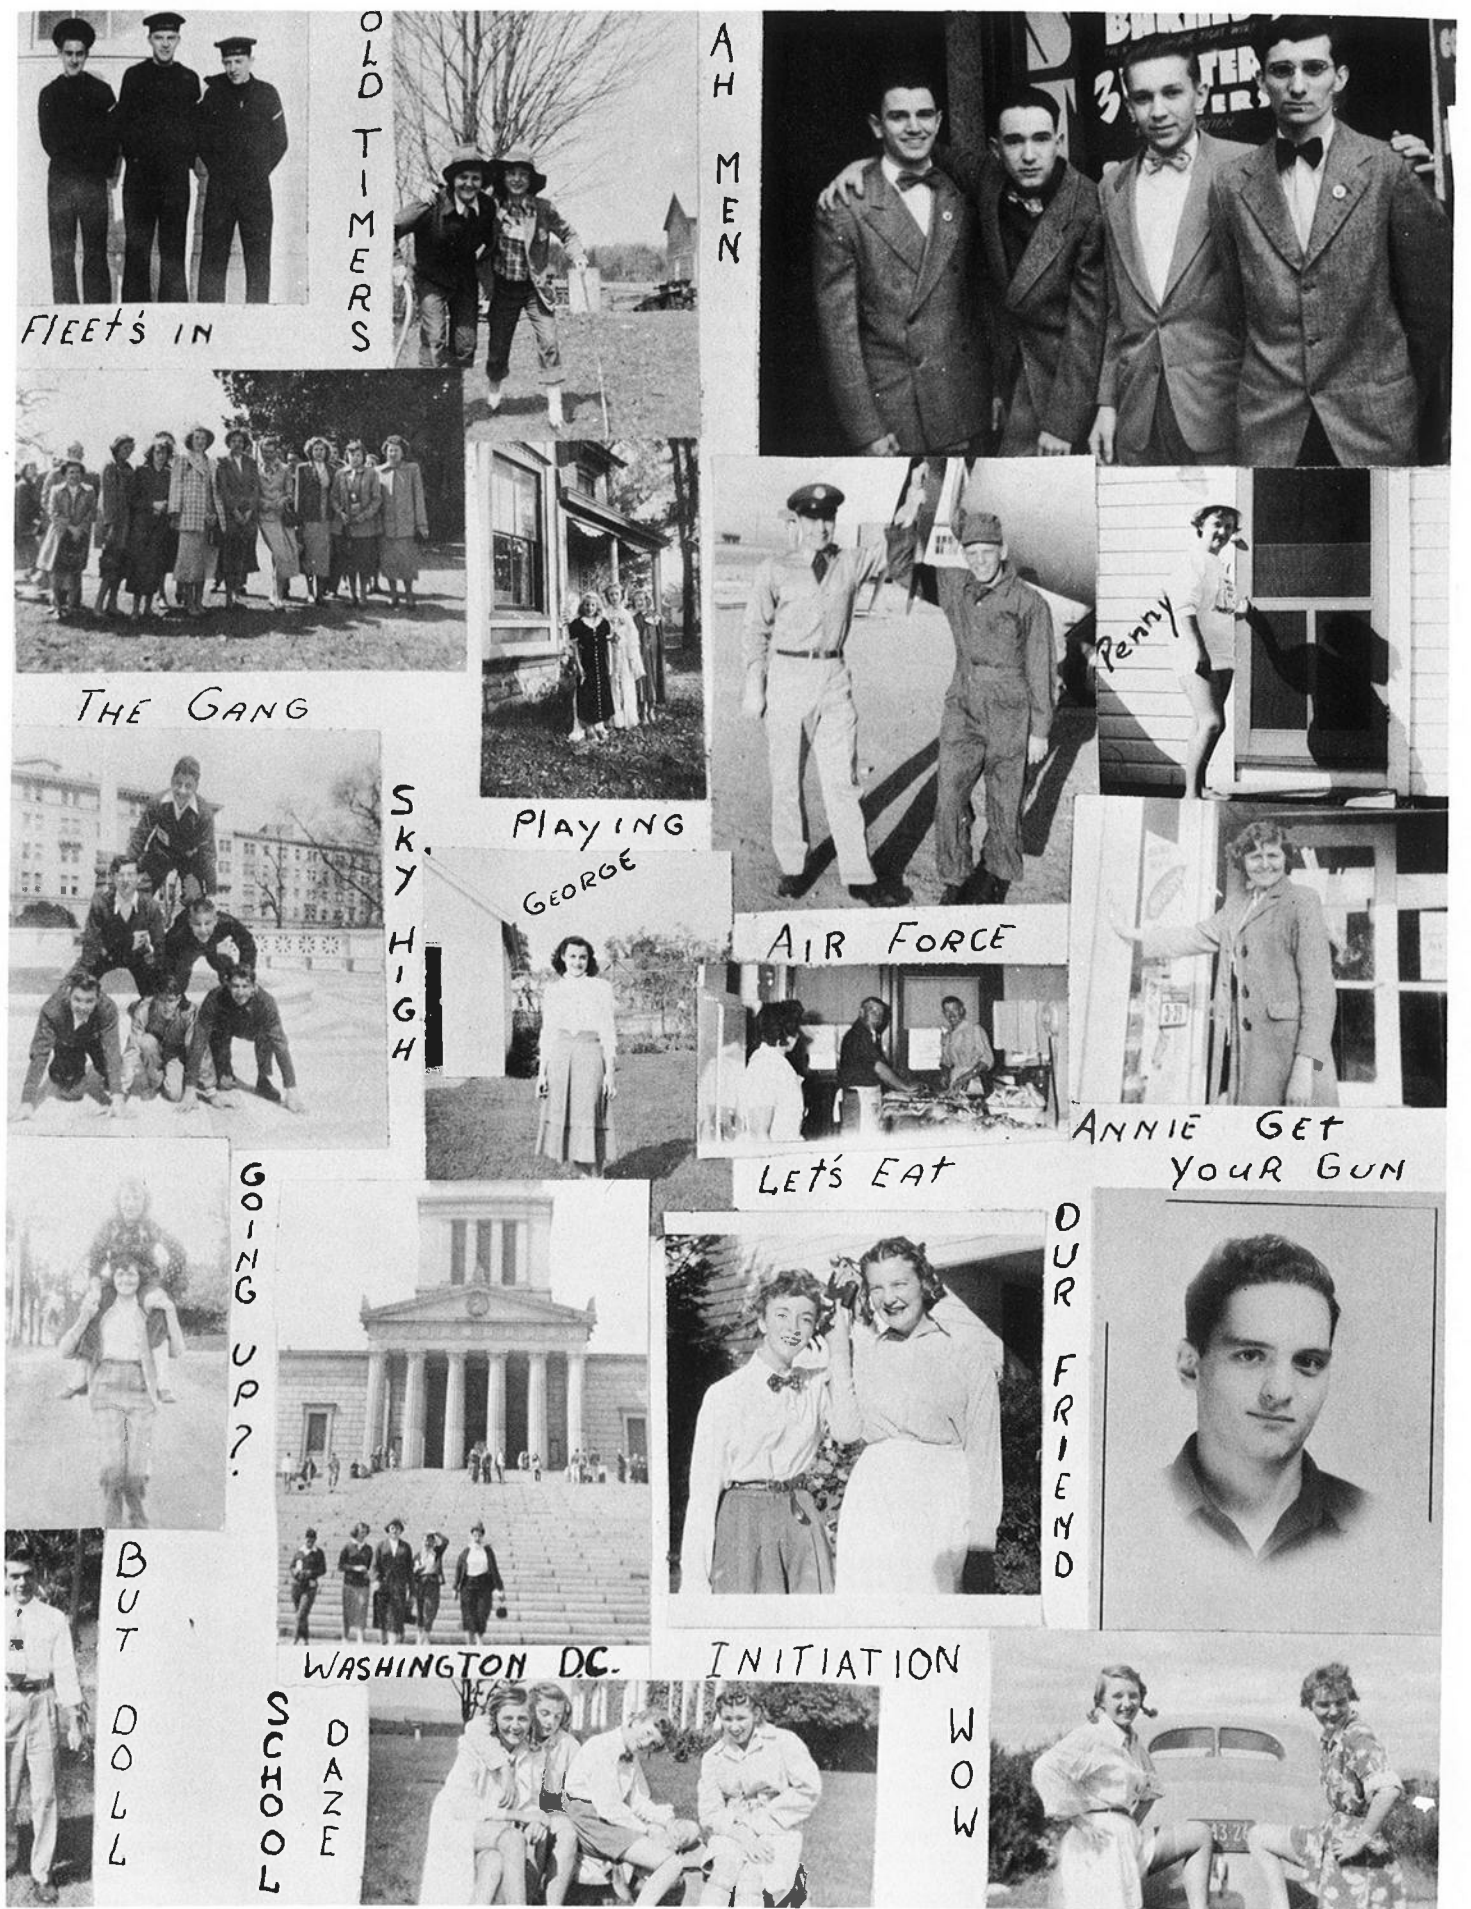 OLD TIMERS
AH MEN
FlEEt's IN
THE GANG
PlAYING
Penny
SKY HIGH
GEORGE
AIR FORCE
ANNIE GEt
YOUR GUN
LEt's EAt
GOING UP?
OUR FRIEND
BUT DOLL
WASHINGTON D.C.
INITIATION
SCHOOL DAZE
WOW